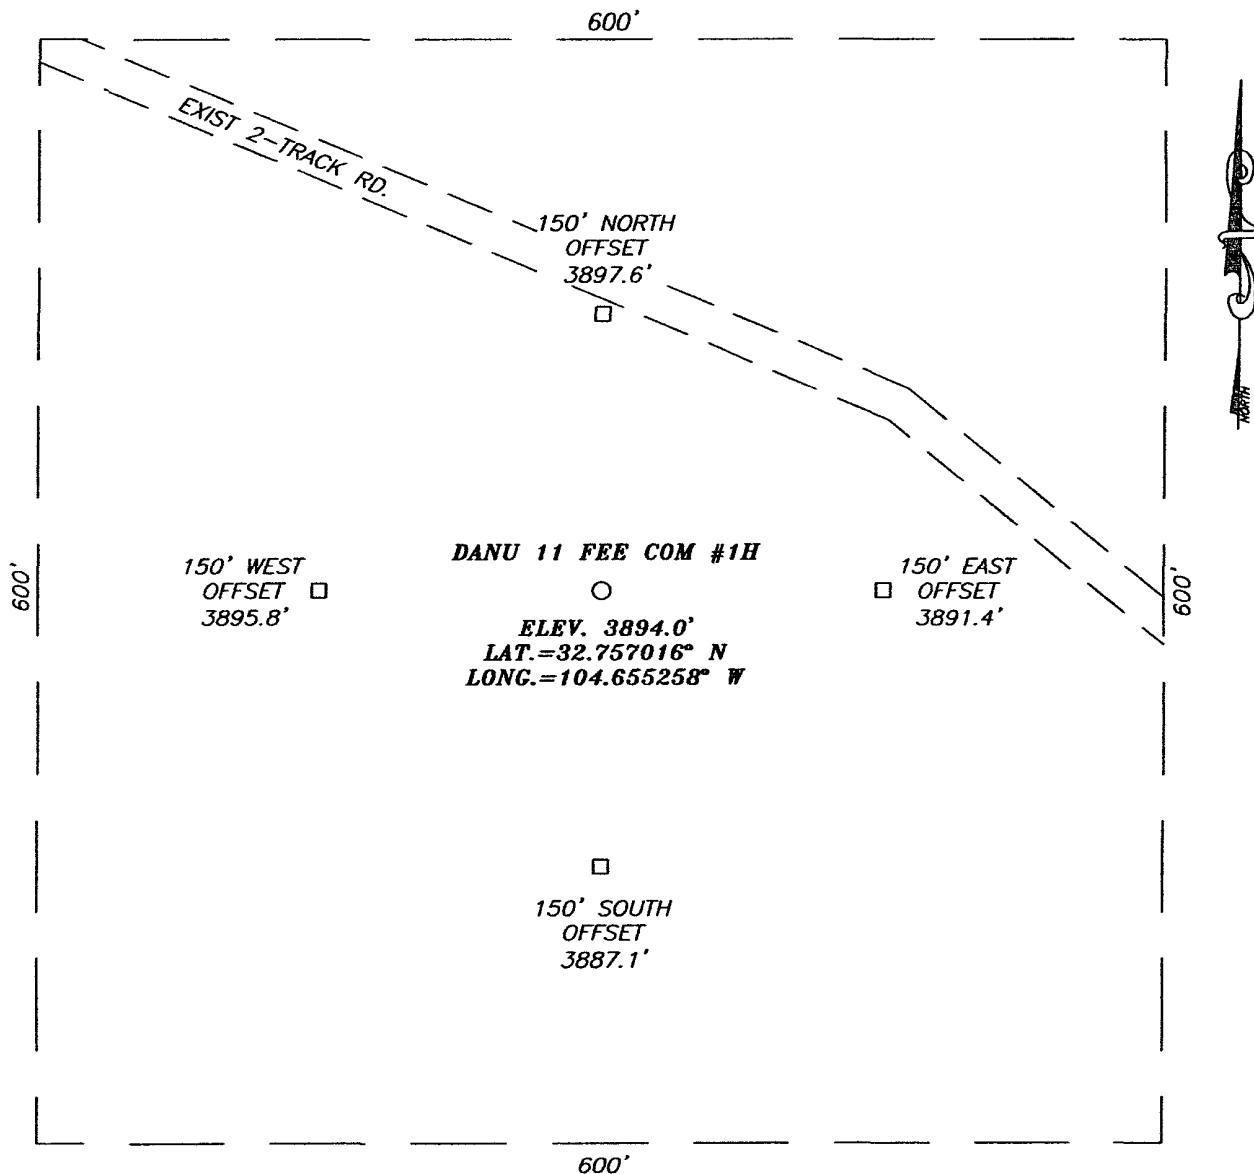 600'
EXIST 2-TRACK RD.
150' NORTH
OFFSET
3897.6'
NORTH
600'
150' WEST
OFFSET
3895.8'
DANU 11 FEE COM #1H
ELEV. 3894.0'
LAT.=32.757016° N
LONG.=104.655258° W
150' EAST
OFFSET
3891.4'
600'
150' SOUTH
OFFSET
3887.1'
600'